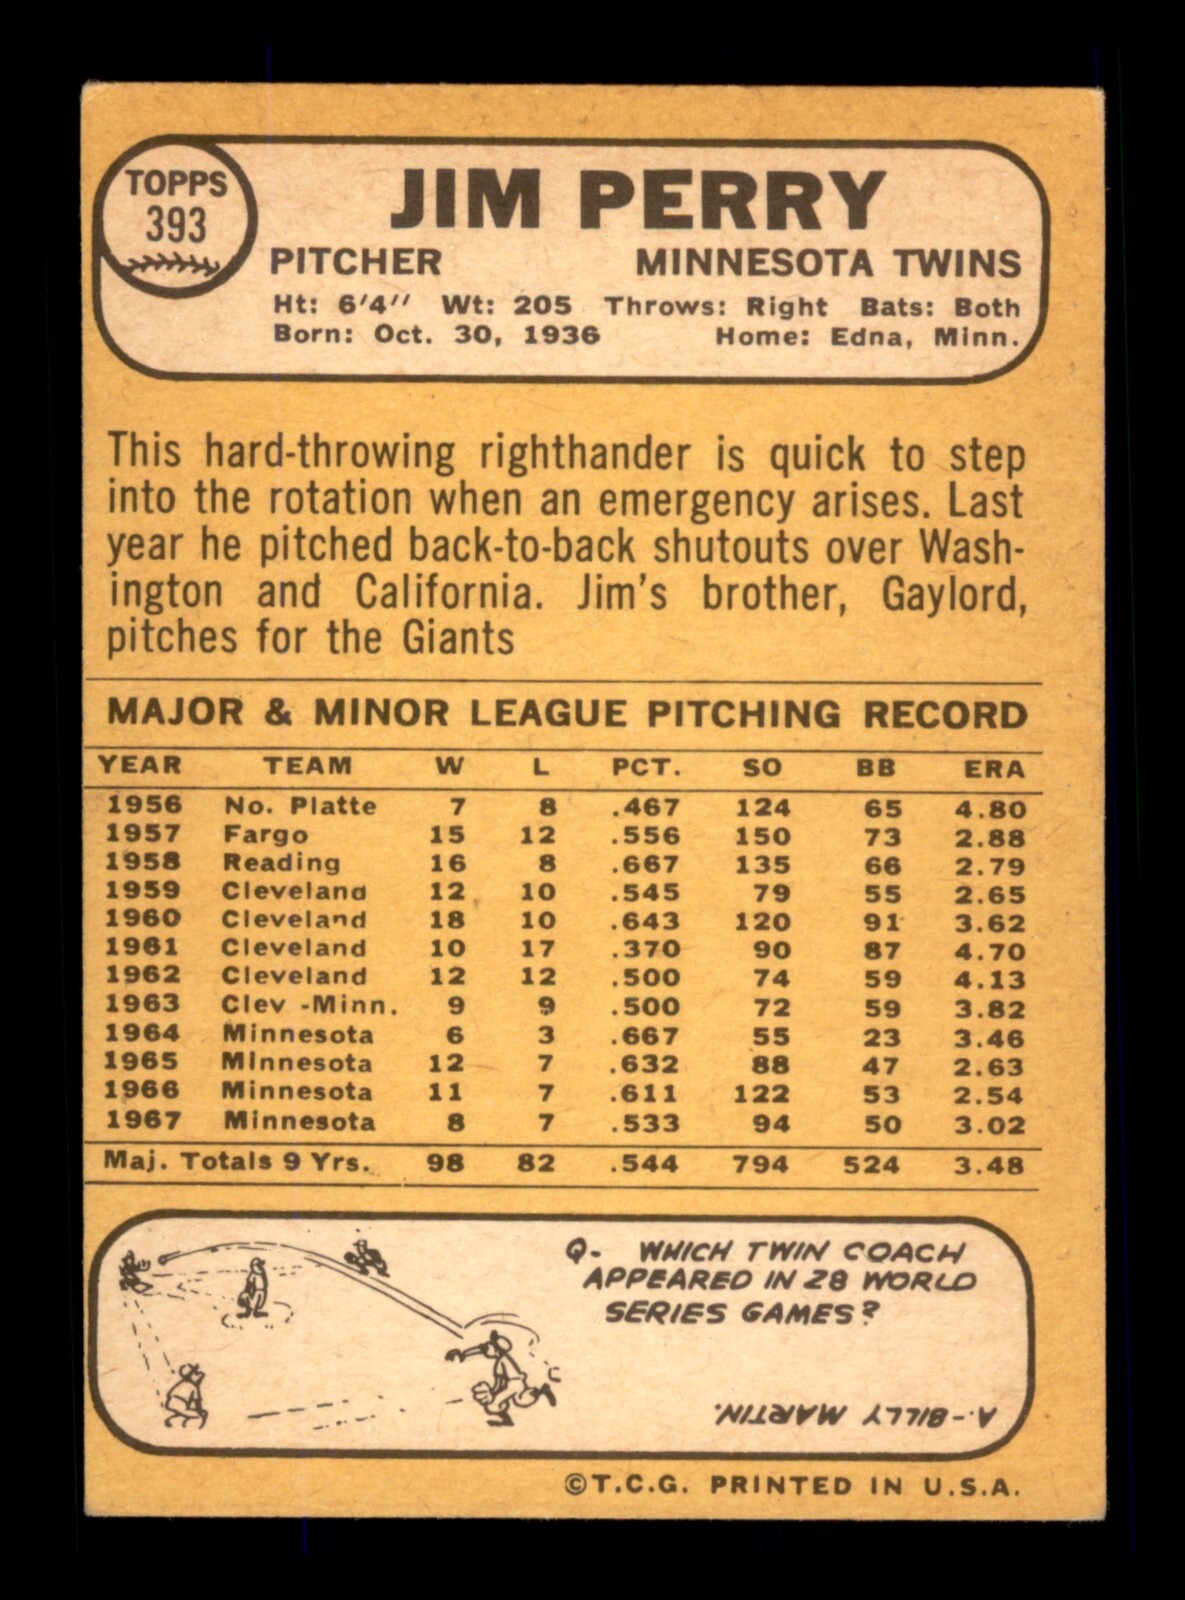 TOPPS
393
JIM PERRY
PITCHER MINNESOTA TWINS
Ht: 6'4'' Wt: 205 Throws: Right Bats: Both
Born: Oct. 30, 1936 Home: Edna, Minn.
This hard-throwing righthander is quick to step
into the rotation when an emergency arises. Last
year he pitched back-to-back shutouts over Wash-
ington and California. Jim's brother, Gaylord,
pitches for the Giants
MAJOR & MINOR LEAGUE PITCHING RECORD
YEAR TEAM W L PCT. SO BB ERA
1956 No. Platte 7 8 .467 124 65 4.80
1957 Fargo 15 12 .556 150 73 2.88
1958 Reading 16 8 .667 135 66 2.79
1959 Cleveland 12 10 .545 79 55 2.65
1960 Cleveland 18 10 .643 120 91 3.62
1961 Cleveland 10 17 .370 90 87 4.70
1962 Cleveland 12 12 .500 74 59 4.13
1963 Clev -Minn. 9 9 .500 72 59 3.82
1964 Minnesota 6 3 .667 55 23 3.46
1965 Minnesota 12 7 .632 88 47 2.63
1966 Minnesota 11 7 .611 122 53 2.54
1967 Minnesota 8 7 .533 94 50 3.02
Maj. Totals 9 Yrs. 98 82 .544 794 524 3.48
Q- WHICH TWIN COACH
APPEARED IN 28 WORLD
SERIES GAMES?
A.-BILLY MARTIN.
©T.C.G. PRINTED IN U.S.A.